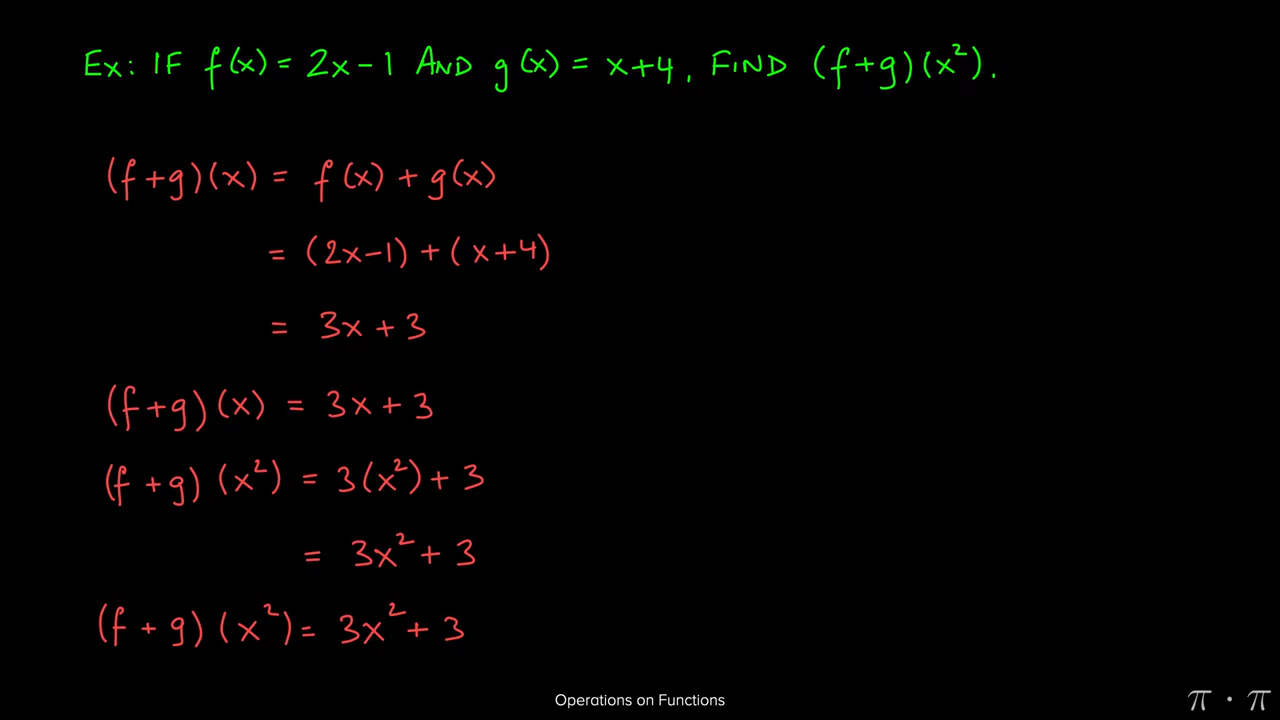 Ex: IF f(x) = 2x-1 AND g(x) = x+4, FIND (f+g)(x²).
(f+g)(x) = f(x) + g(x)
= (2x-1) + (x+4)
= 3x + 3
(f+g)(x) = 3x + 3
(f+g)(x²) = 3(x²) + 3
= 3x² + 3
(f+g)(x²) = 3x² + 3
Operations on Functions
π · π